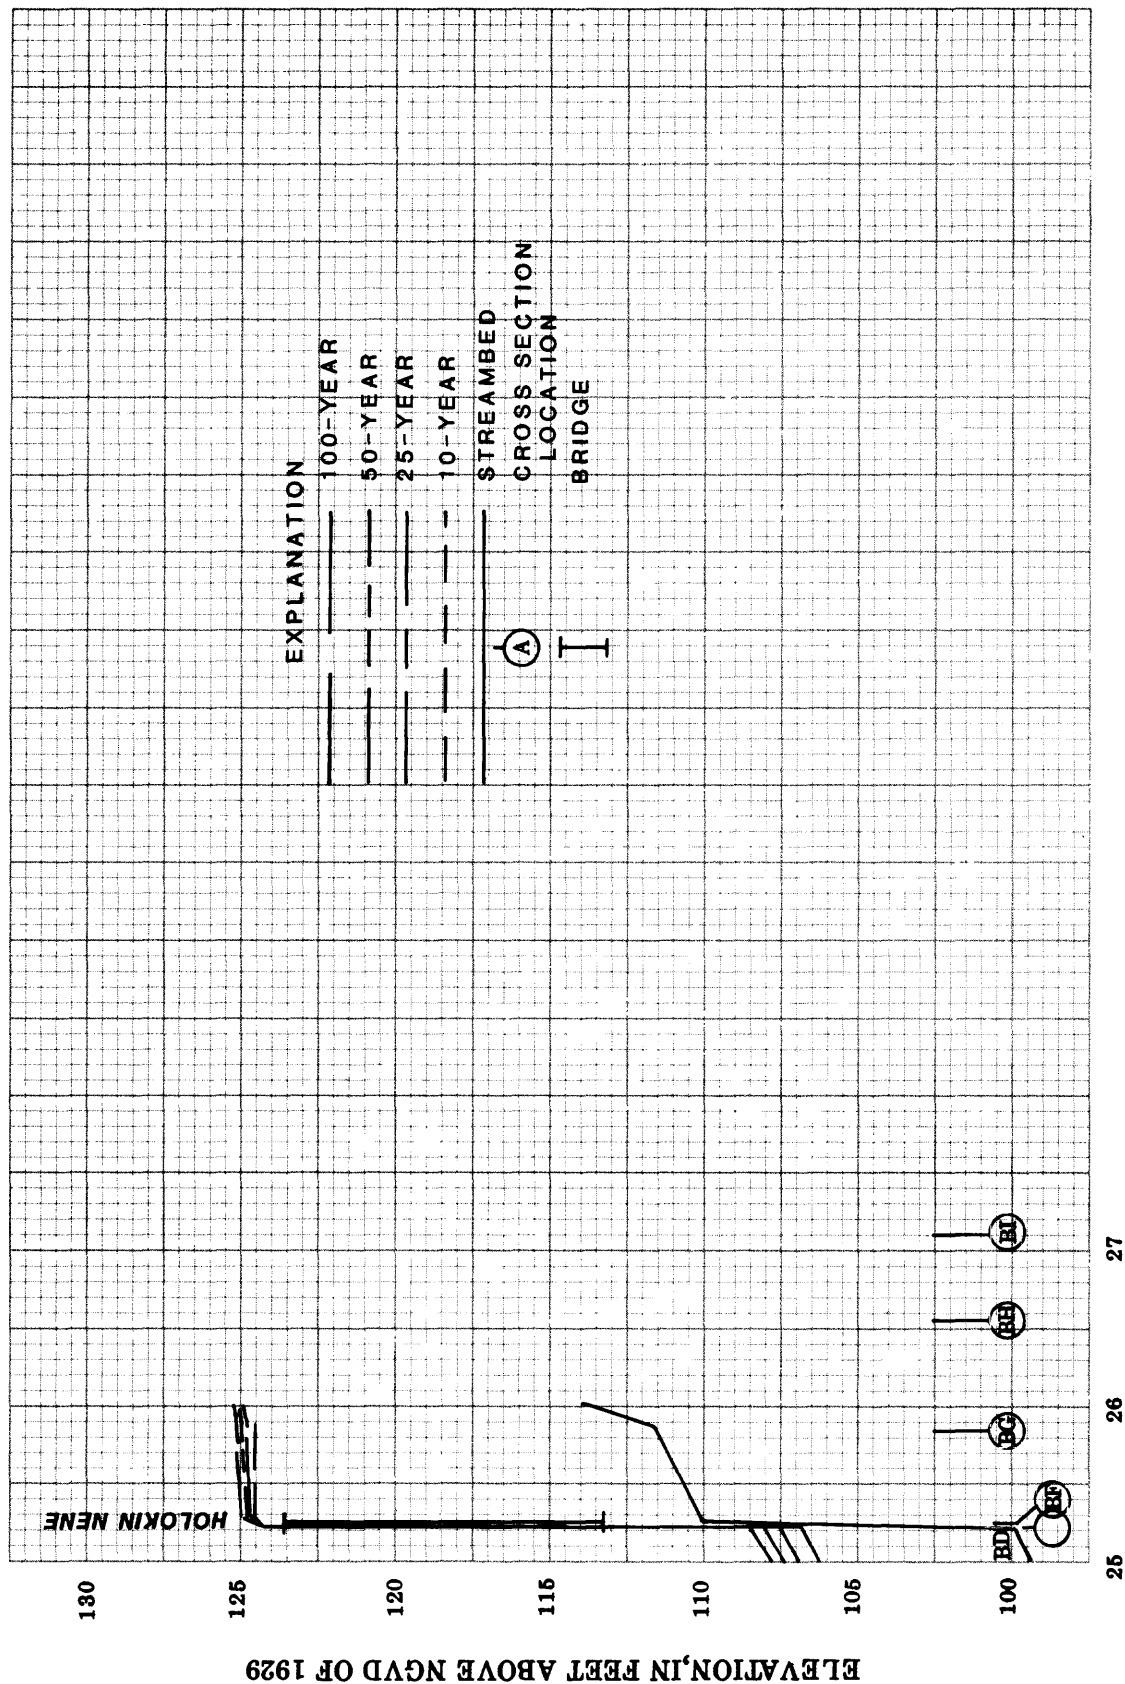 HOLOKIN NENE
EXPLANATION
100-YEAR
50-YEAR
25-YEAR
10-YEAR
STREAMBED
A
CROSS SECTION
LOCATION
BRIDGE
ELEVATION,IN FEET ABOVE NGVD OF 1929
130
125
120
115
110
105
100
BD
BF
BG
BH
BI
25
26
27